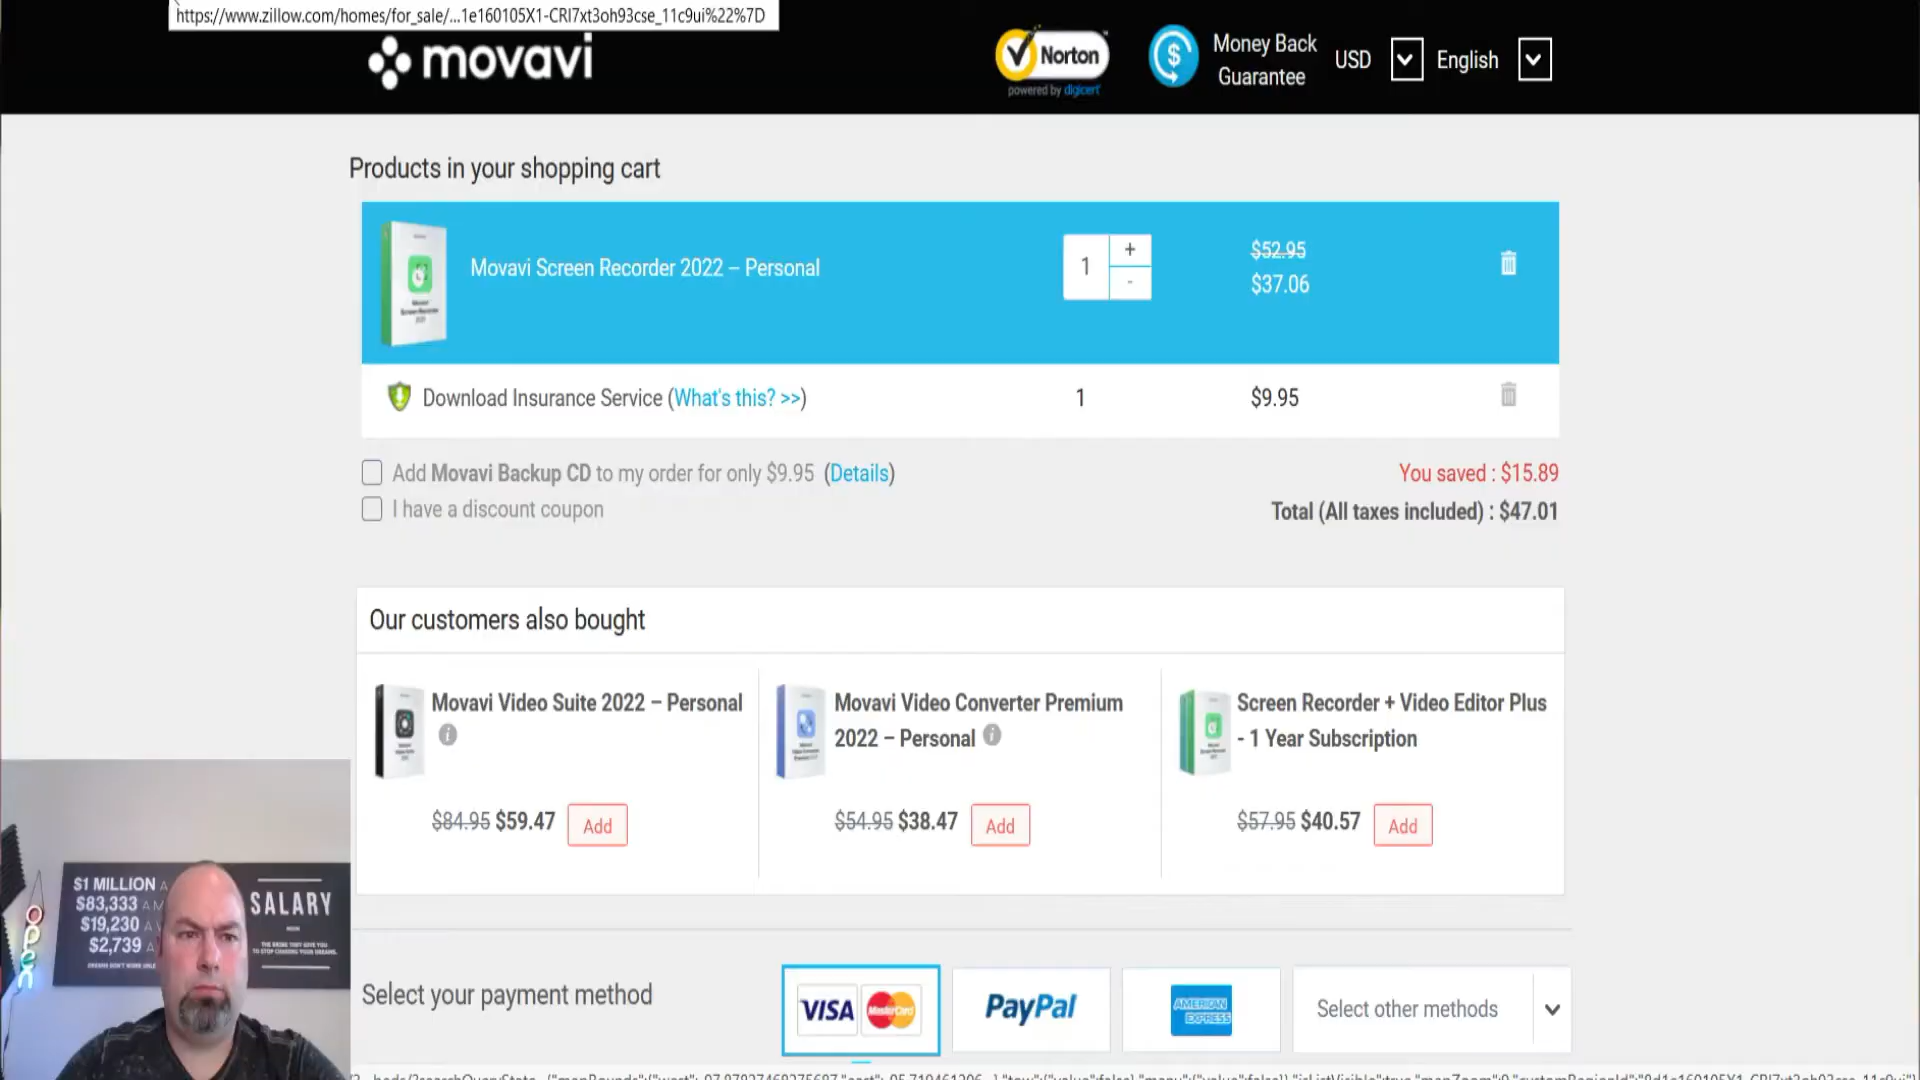 https://www.zillow.com/homes/for_sale/...1e160105X1-CRI7xt3oh93cse_11c9ui%22%7D
movavi
Norton
powered by digicert
Money Back
Guarantee
USD
English
Products in your shopping cart
Movavi Screen Recorder 2022 – Personal
1
+
-
$52.95
$37.06
Download Insurance Service (What's this? >>)
1
$9.95
Add Movavi Backup CD to my order for only $9.95 (Details)
You saved : $15.89
I have a discount coupon
Total (All taxes included) : $47.01
Our customers also bought
Movavi Video Suite 2022 – Personal
$84.95 $59.47
Add
Movavi Video Converter Premium
2022 – Personal
$54.95 $38.47
Add
Screen Recorder + Video Editor Plus
- 1 Year Subscription
$57.95 $40.57
Add
$1 MILLION A
$83,333 A M
$19,230 A
$2,739 A
SALARY
OPEN
Select your payment method
VISA
MasterCard
PayPal
AMERICAN
EXPRESS
Select other methods